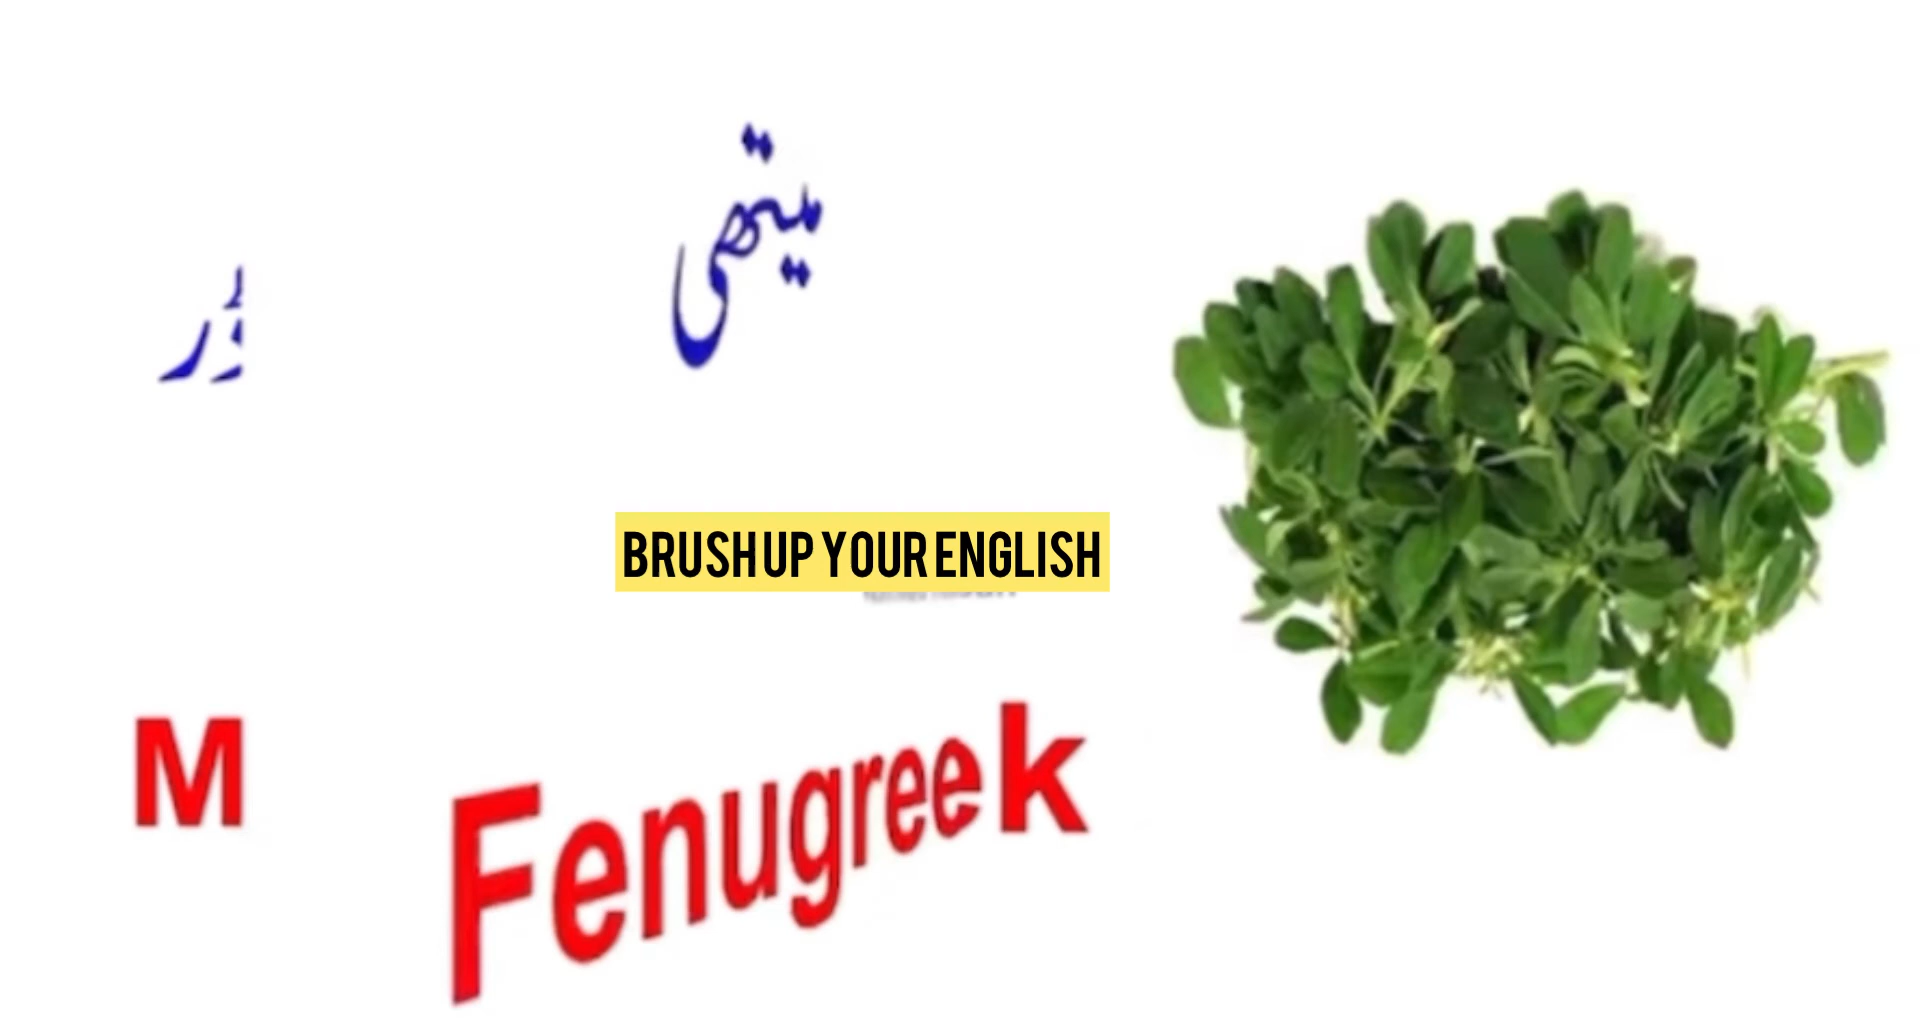 میتھی
BRUSH UP YOUR ENGLISH
M
Fenugreek